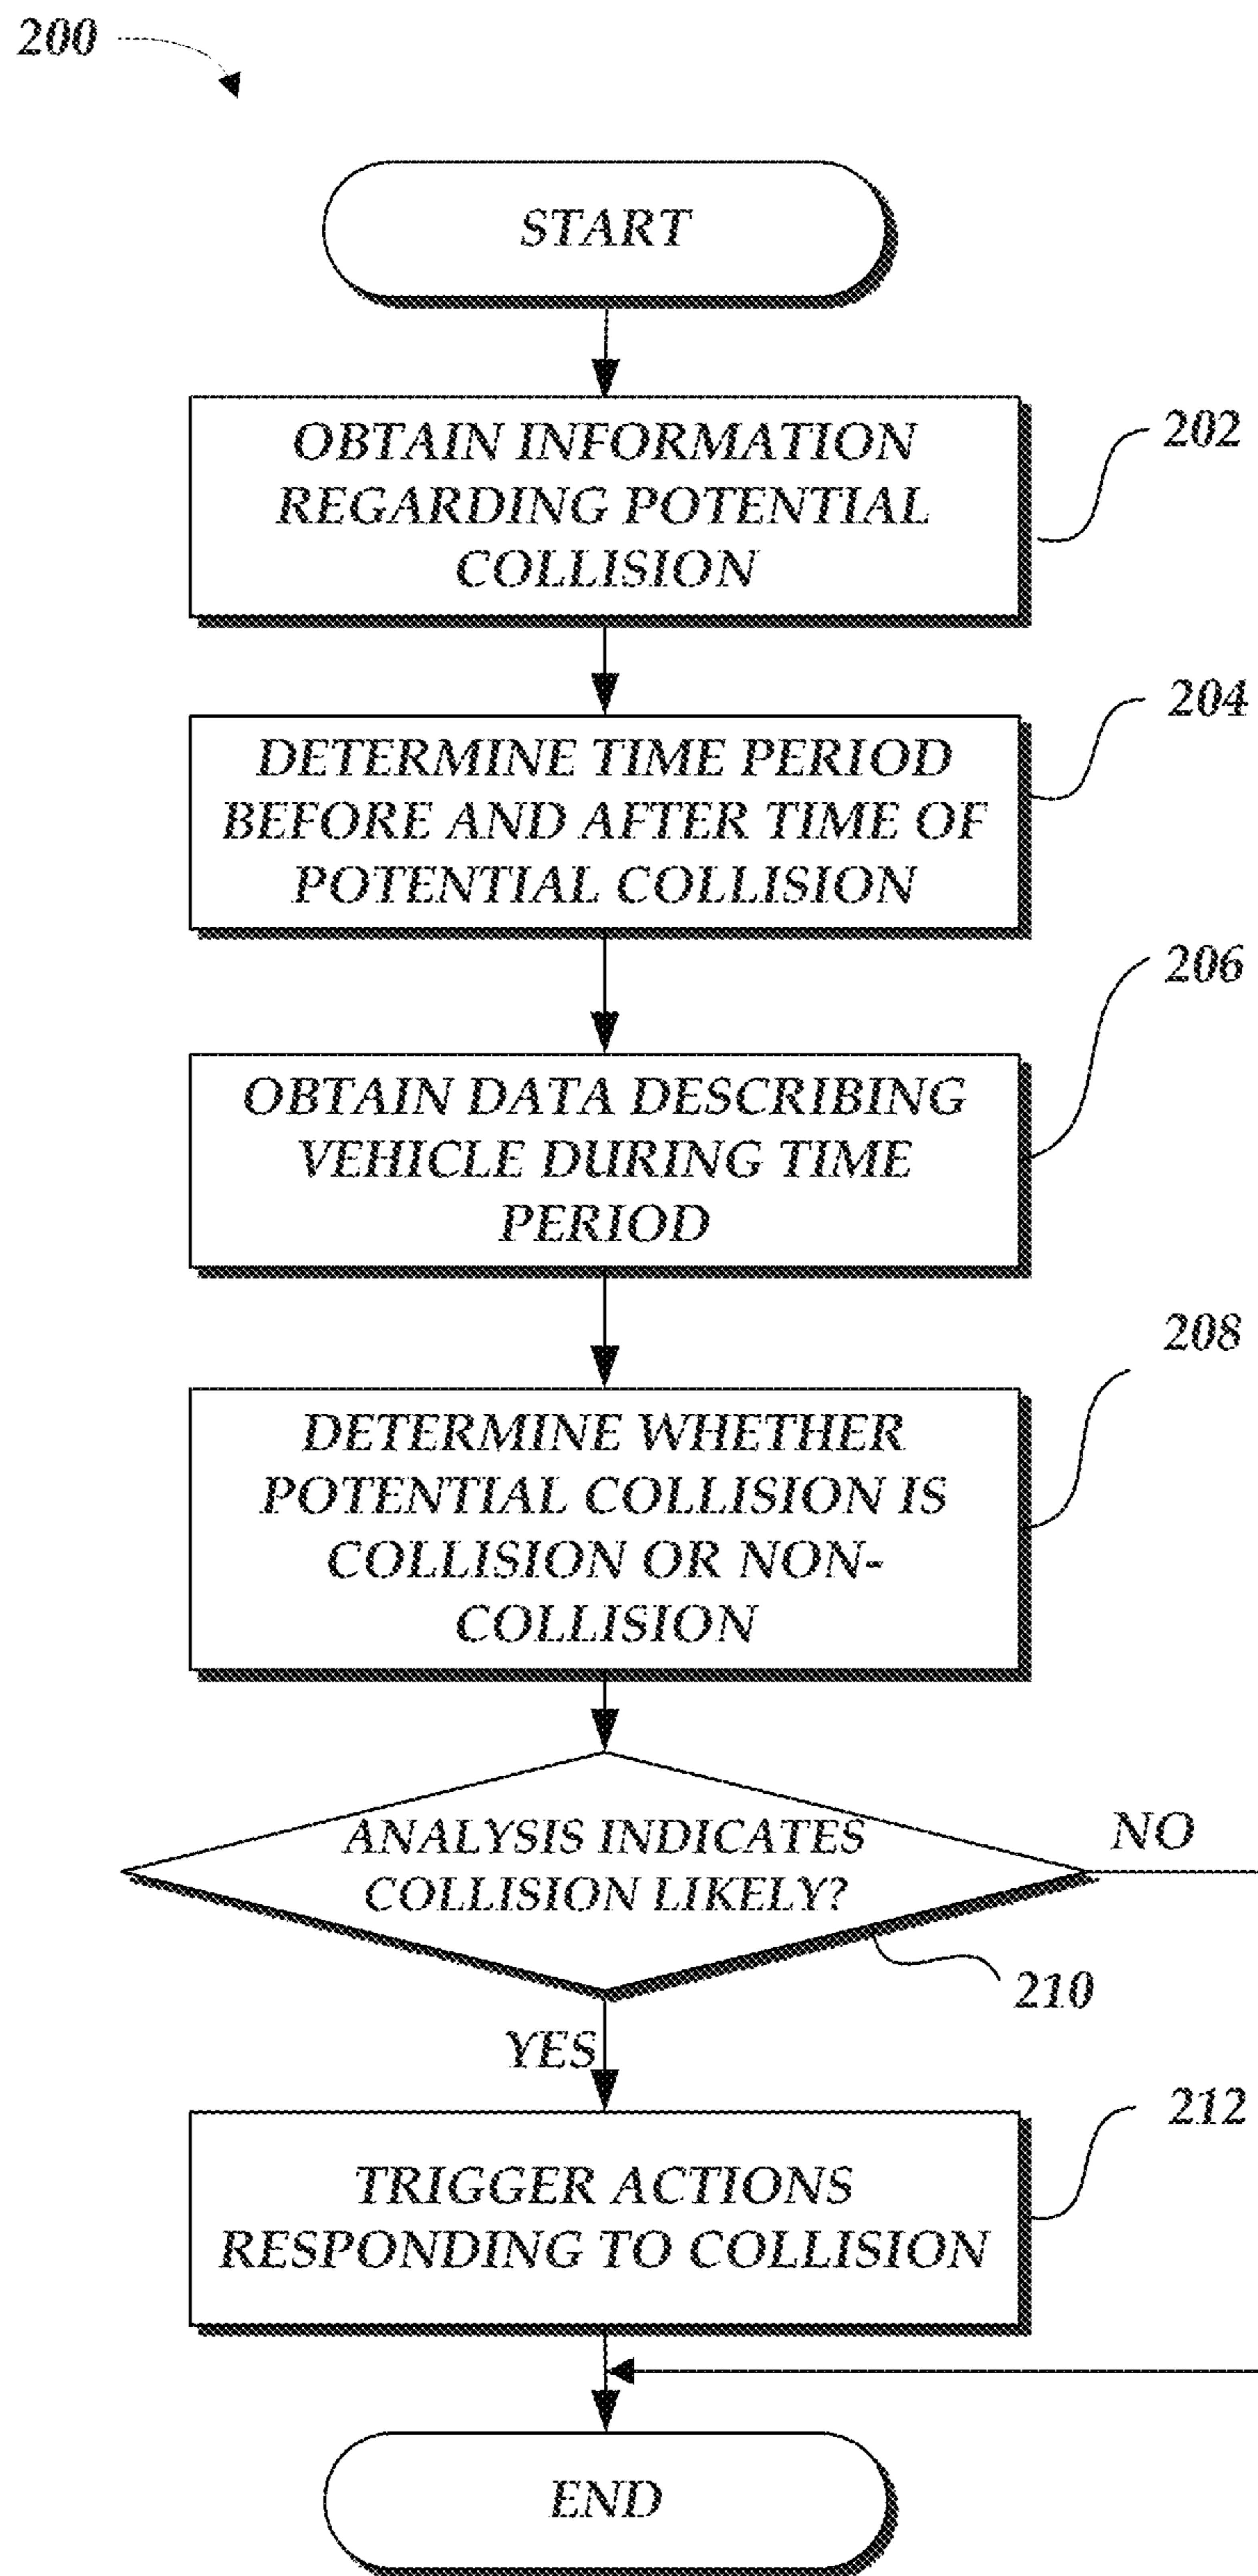 200
START
OBTAIN INFORMATION
REGARDING POTENTIAL
COLLISION
202
DETERMINE TIME PERIOD
BEFORE AND AFTER TIME OF
POTENTIAL COLLISION
204
OBTAIN DATA DESCRIBING
VEHICLE DURING TIME
PERIOD
206
DETERMINE WHETHER
POTENTIAL COLLISION IS
COLLISION OR NON-
COLLISION
208
ANALYSIS INDICATES
COLLISION LIKELY?
NO
210
YES
TRIGGER ACTIONS
RESPONDING TO COLLISION
212
END